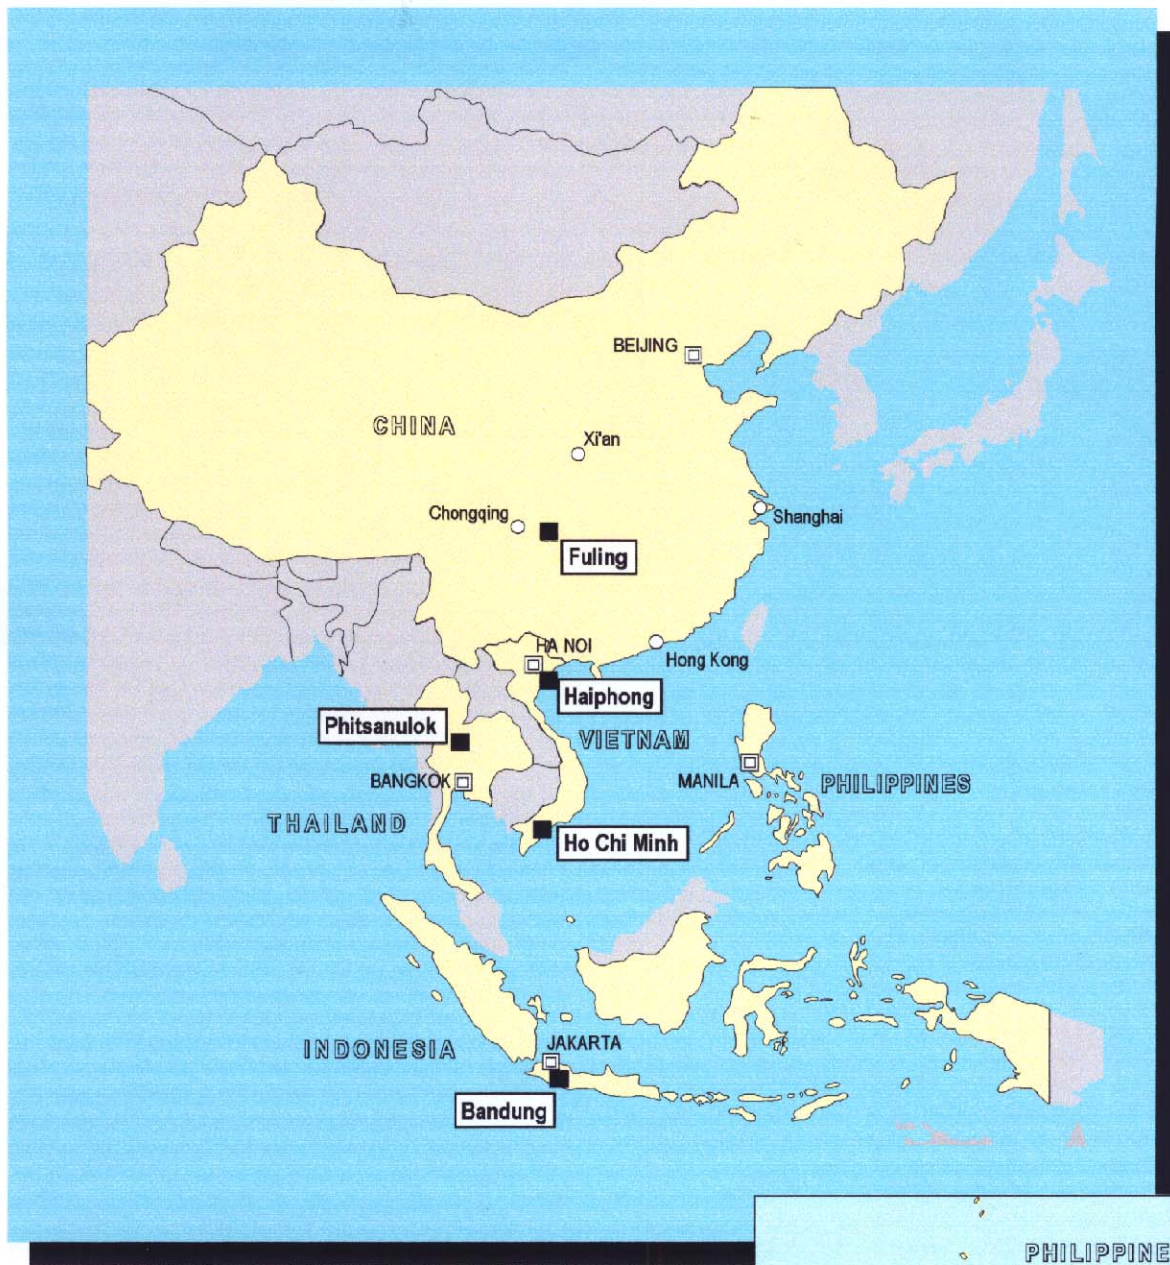 BEIJING
CHINA
Xi'an
Chongqing
Shanghai
Fuling
HA NOI
Hong Kong
Haiphong
Phitsanulok
VIETNAM
BANGKOK
MANILA
PHILIPPINES
THAILAND
Ho Chi Minh
INDONESIA
JAKARTA
Bandung
PHILIPPINE